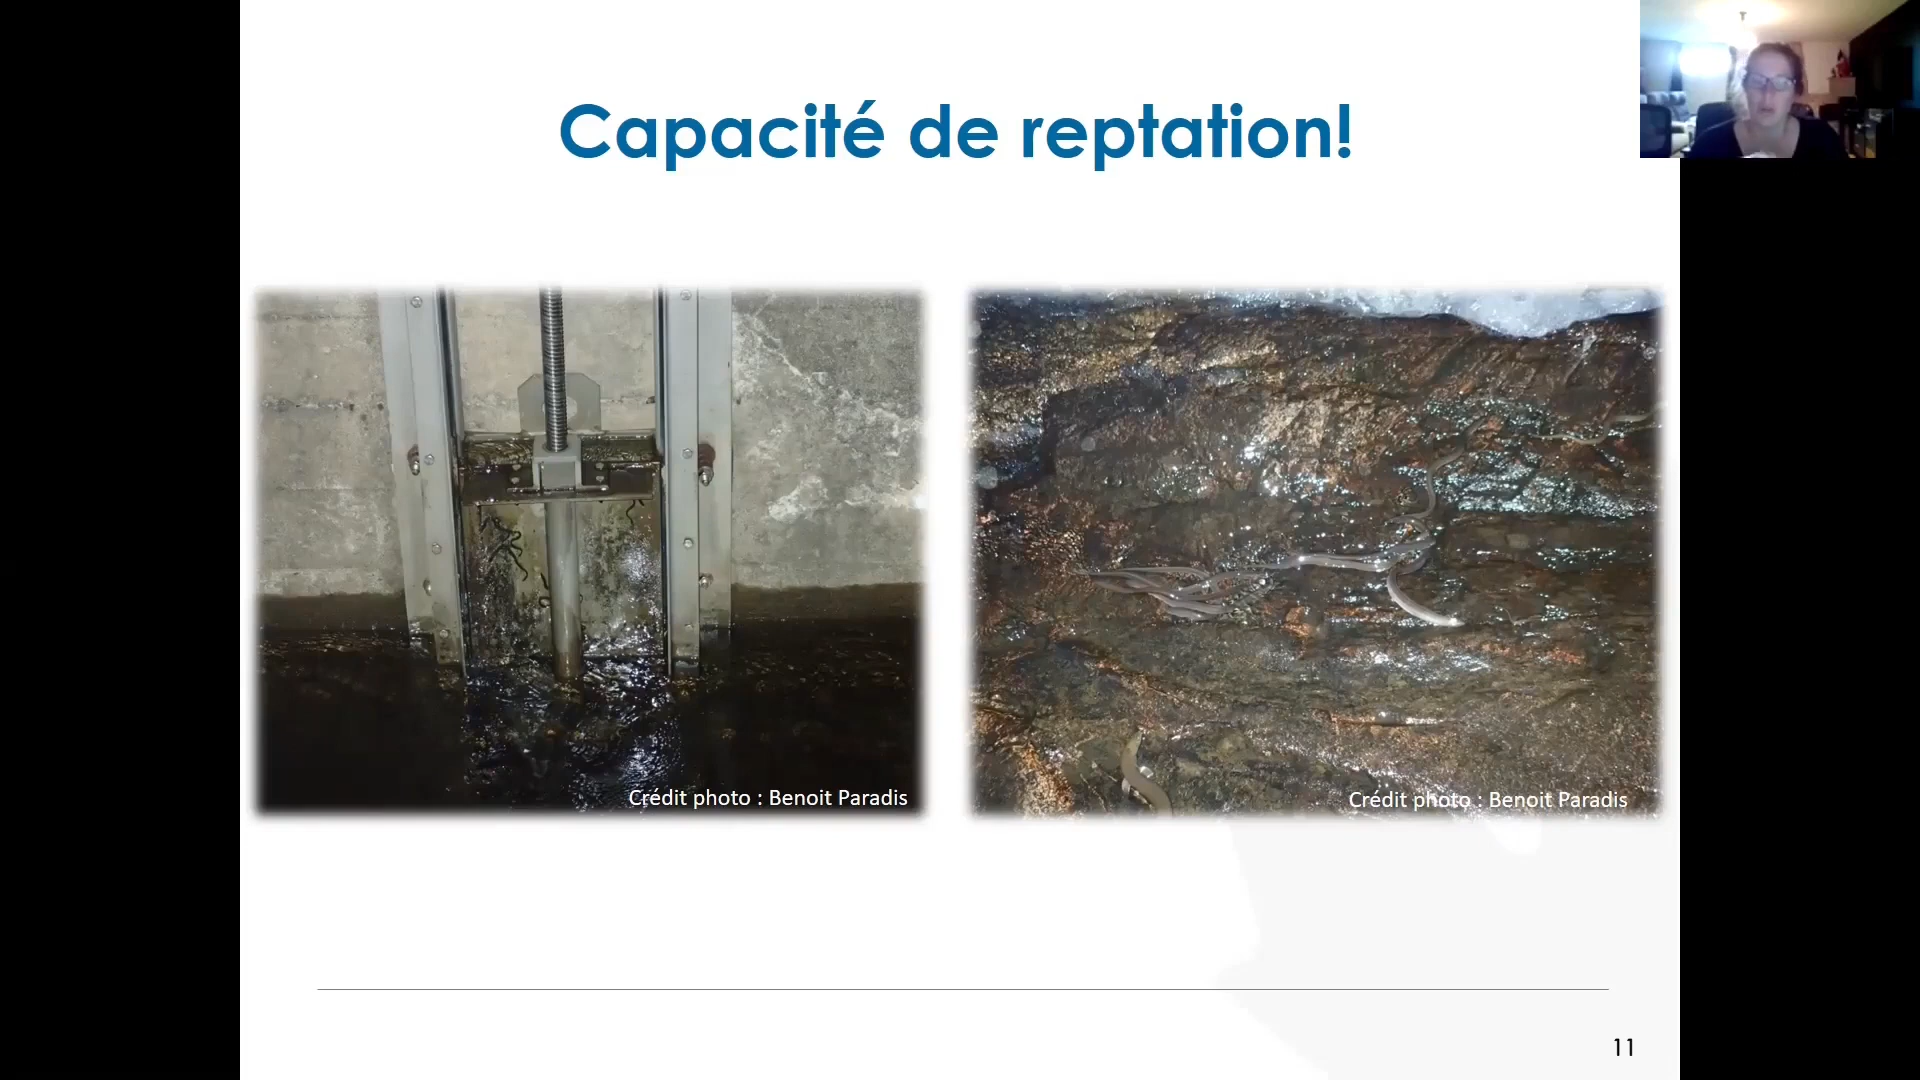 Capacité de reptation!
Crédit photo : Benoit Paradis
Crédit photo : Benoit Paradis
11